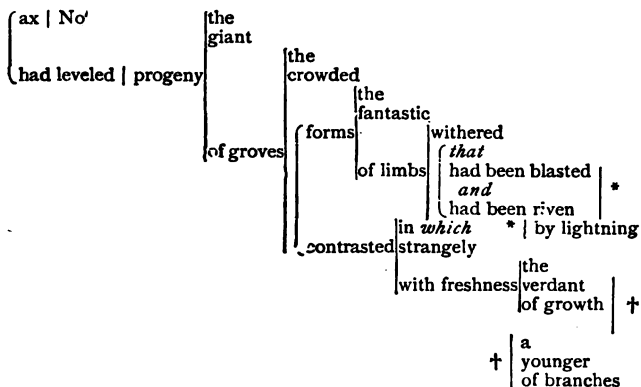 ax | No
the
giant
had leveled | progeny
the
crowded
the
fantastic
forms
withered
of groves
that
of limbs
had been blasted
and
*
had been riven
in which
* | by lightning
contrasted strangely
the
with freshness
verdant
of growth
†
a
† younger
of branches